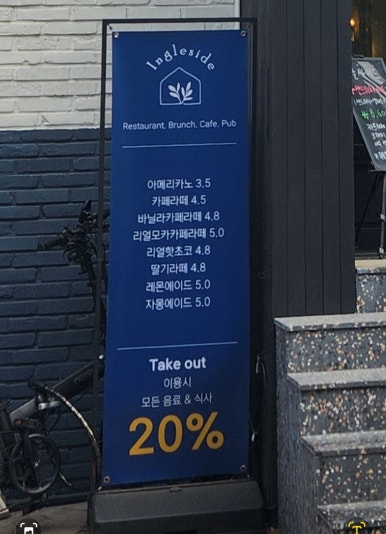 Ingleside
Restaurant, Brunch, Cafe, Pub
아메리카노 3.5
카페라떼 4.5
바닐라카페라떼 4.8
리얼모카카페라떼 5.0
리얼핫초코 4.8
딸기라떼 4.8
레몬에이드 5.0
자몽에이드 5.0
Take out
이용시
모든 음료 & 식사
20%